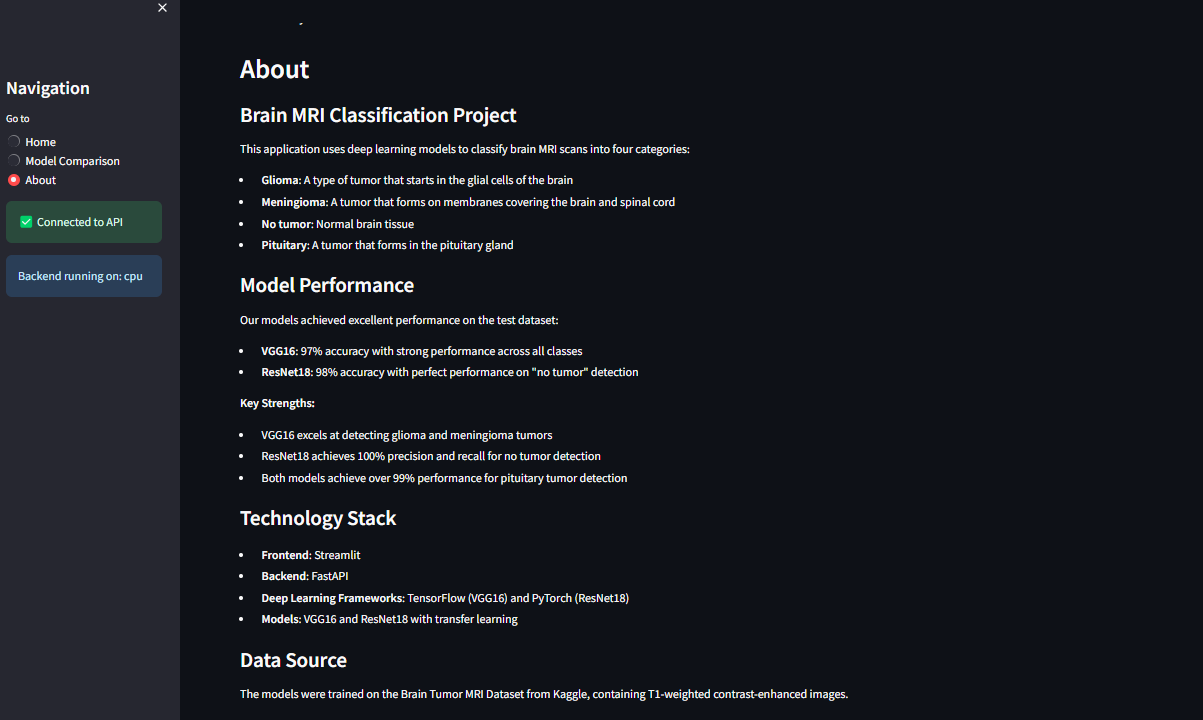 Navigation
Go to
Home
Model Comparison
About
Connected to API
Backend running on: cpu
About
Brain MRI Classification Project
This application uses deep learning models to classify brain MRI scans into four categories:
• Glioma: A type of tumor that starts in the glial cells of the brain
• Meningioma: A tumor that forms on membranes covering the brain and spinal cord
• No tumor: Normal brain tissue
• Pituitary: A tumor that forms in the pituitary gland
Model Performance
Our models achieved excellent performance on the test dataset:
• VGG16: 97% accuracy with strong performance across all classes
• ResNet18: 98% accuracy with perfect performance on "no tumor" detection
Key Strengths:
• VGG16 excels at detecting glioma and meningioma tumors
• ResNet18 achieves 100% precision and recall for no tumor detection
• Both models achieve over 99% performance for pituitary tumor detection
Technology Stack
• Frontend: Streamlit
• Backend: FastAPI
• Deep Learning Frameworks: TensorFlow (VGG16) and PyTorch (ResNet18)
• Models: VGG16 and ResNet18 with transfer learning
Data Source
The models were trained on the Brain Tumor MRI Dataset from Kaggle, containing T1-weighted contrast-enhanced images.